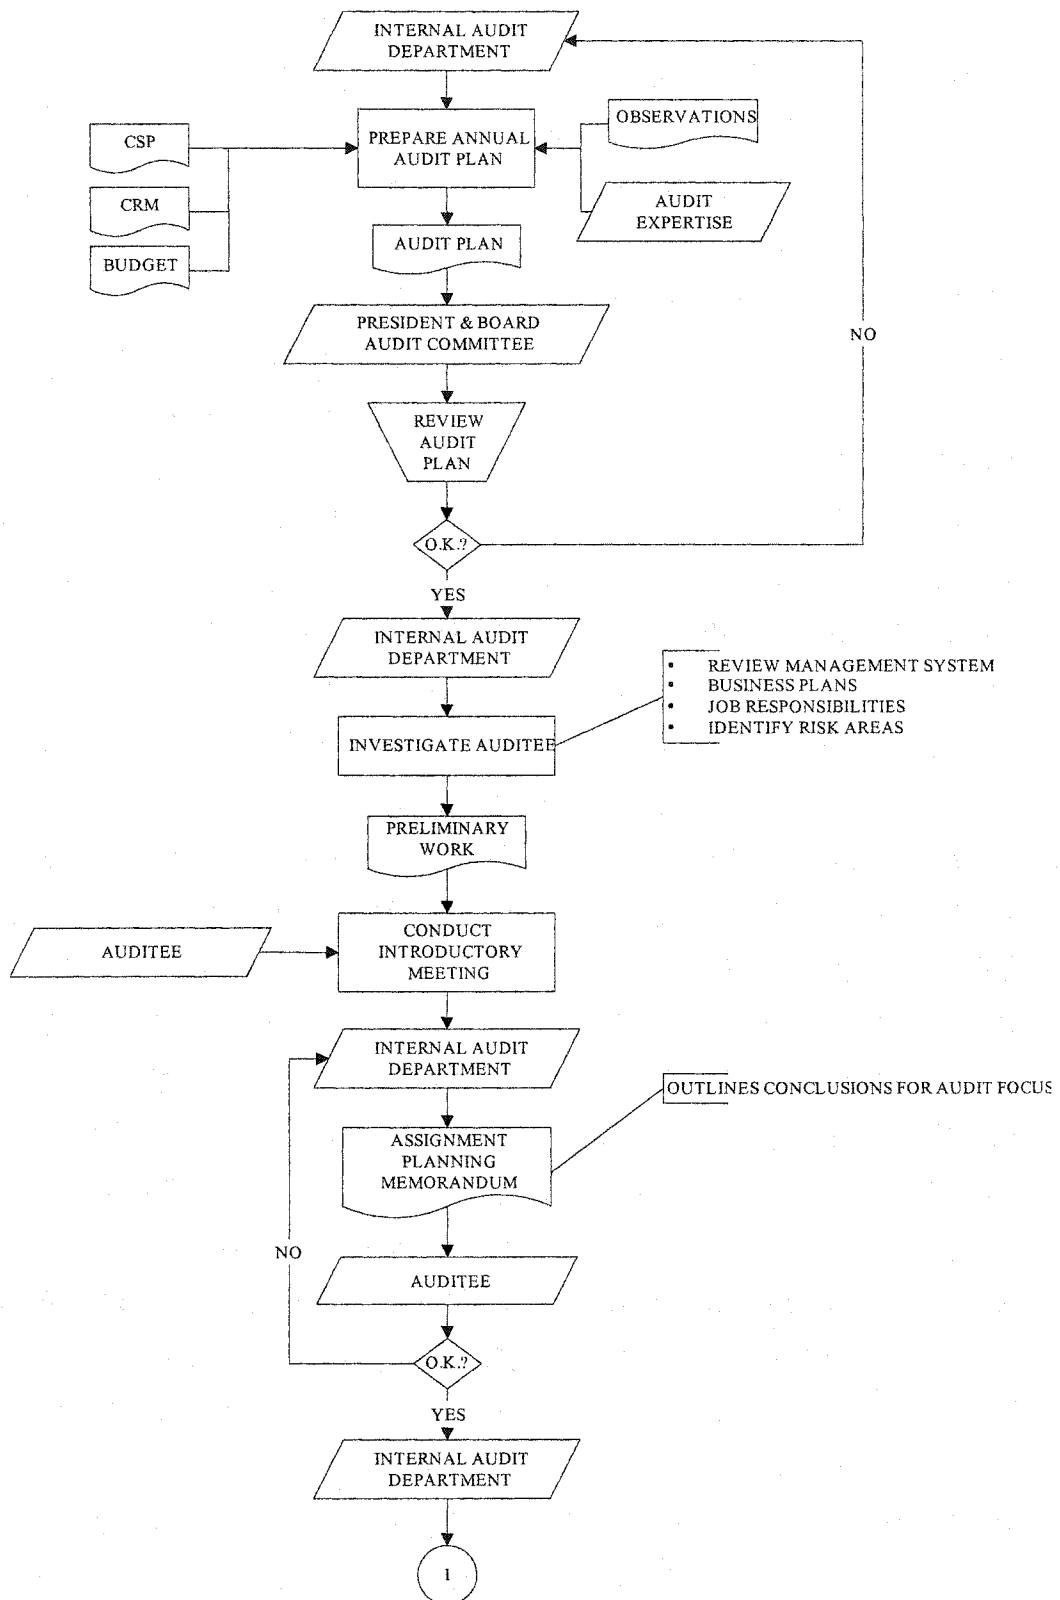 INTERNAL AUDIT
DEPARTMENT
OBSERVATIONS
CSP
PREPARE ANNUAL
AUDIT PLAN
CRM
AUDIT
EXPERTISE
AUDIT PLAN
BUDGET
PRESIDENT & BOARD
AUDIT COMMITTEE
NO
REVIEW
AUDIT
PLAN
O.K.?
YES
INTERNAL AUDIT
DEPARTMENT
• REVIEW MANAGEMENT SYSTEM
• BUSINESS PLANS
• JOB RESPONSIBILITIES
• IDENTIFY RISK AREAS
INVESTIGATE AUDITEE
PRELIMINARY
WORK
AUDITEE
CONDUCT
INTRODUCTORY
MEETING
INTERNAL AUDIT
DEPARTMENT
OUTLINES CONCLUSIONS FOR AUDIT FOCUS
ASSIGNMENT
PLANNING
MEMORANDUM
NO
AUDITEE
O.K.?
YES
INTERNAL AUDIT
DEPARTMENT
1